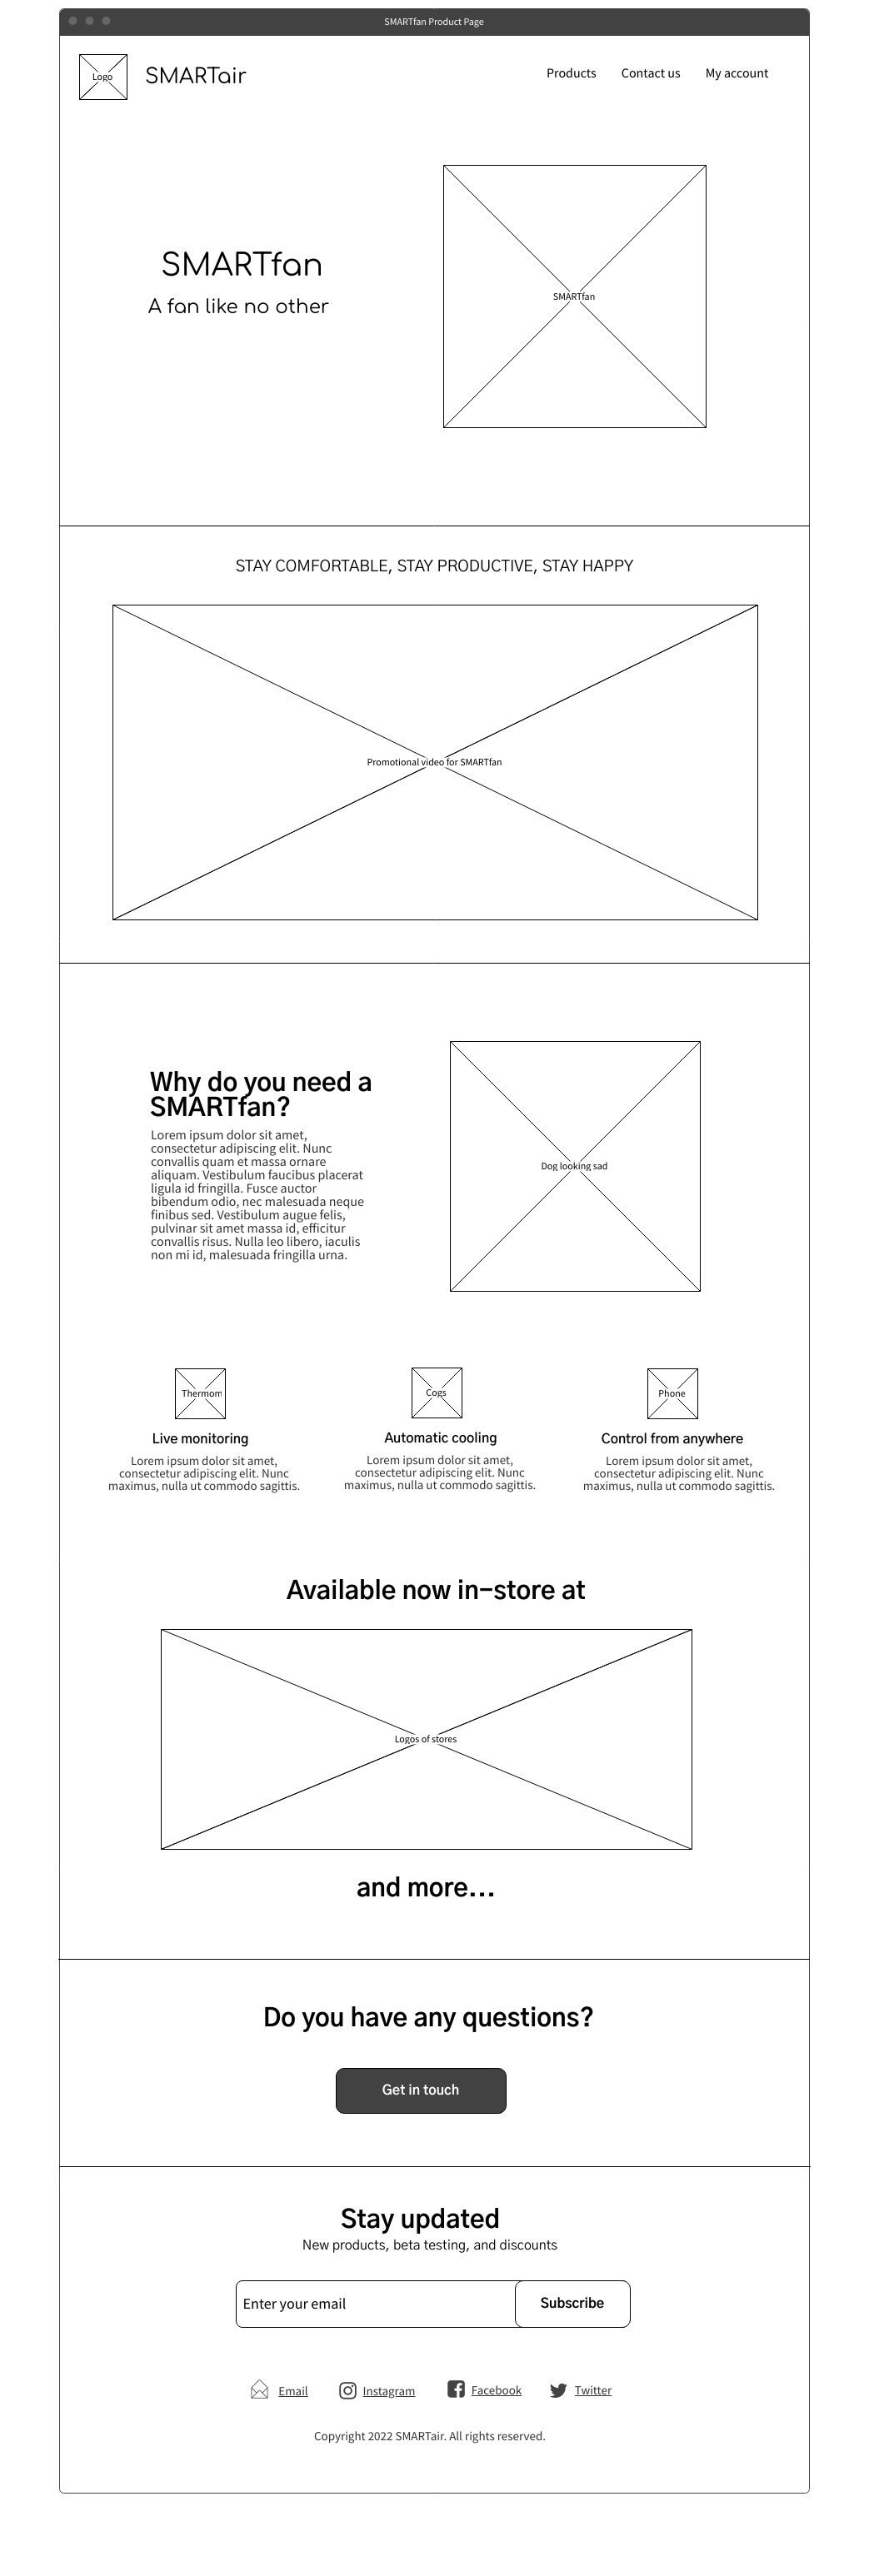 SMARTfan Product Page
Logo
SMARTair
Products Contact us My account
SMARTfan
A fan like no other
SMARTfan
STAY COMFORTABLE, STAY PRODUCTIVE, STAY HAPPY
Promotional video for SMARTfan
Why do you need a
SMARTfan?
Lorem ipsum dolor sit amet,
consectetur adipiscing elit. Nunc
convallis quam et massa ornare
aliquam. Vestibulum faucibus placerat
ligula id fringilla. Fusce auctor
bibendum odio, nec malesuada neque
finibus sed. Vestibulum augue felis,
pulvinar sit amet massa id, efficitur
convallis risus. Nulla leo libero, iaculis
non mi id, malesuada fringilla urna.
Dog looking sad
Thermom
Live monitoring
Lorem ipsum dolor sit amet,
consectetur adipiscing elit. Nunc
maximus, nulla ut commodo sagittis.
Cogs
Automatic cooling
Lorem ipsum dolor sit amet,
consectetur adipiscing elit. Nunc
maximus, nulla ut commodo sagittis.
Phone
Control from anywhere
Lorem ipsum dolor sit amet,
consectetur adipiscing elit. Nunc
maximus, nulla ut commodo sagittis.
Available now in-store at
Logos of stores
and more...
Do you have any questions?
Get in touch
Stay updated
New products, beta testing, and discounts
Enter your email
Subscribe
Email Instagram Facebook Twitter
Copyright 2022 SMARTair. All rights reserved.